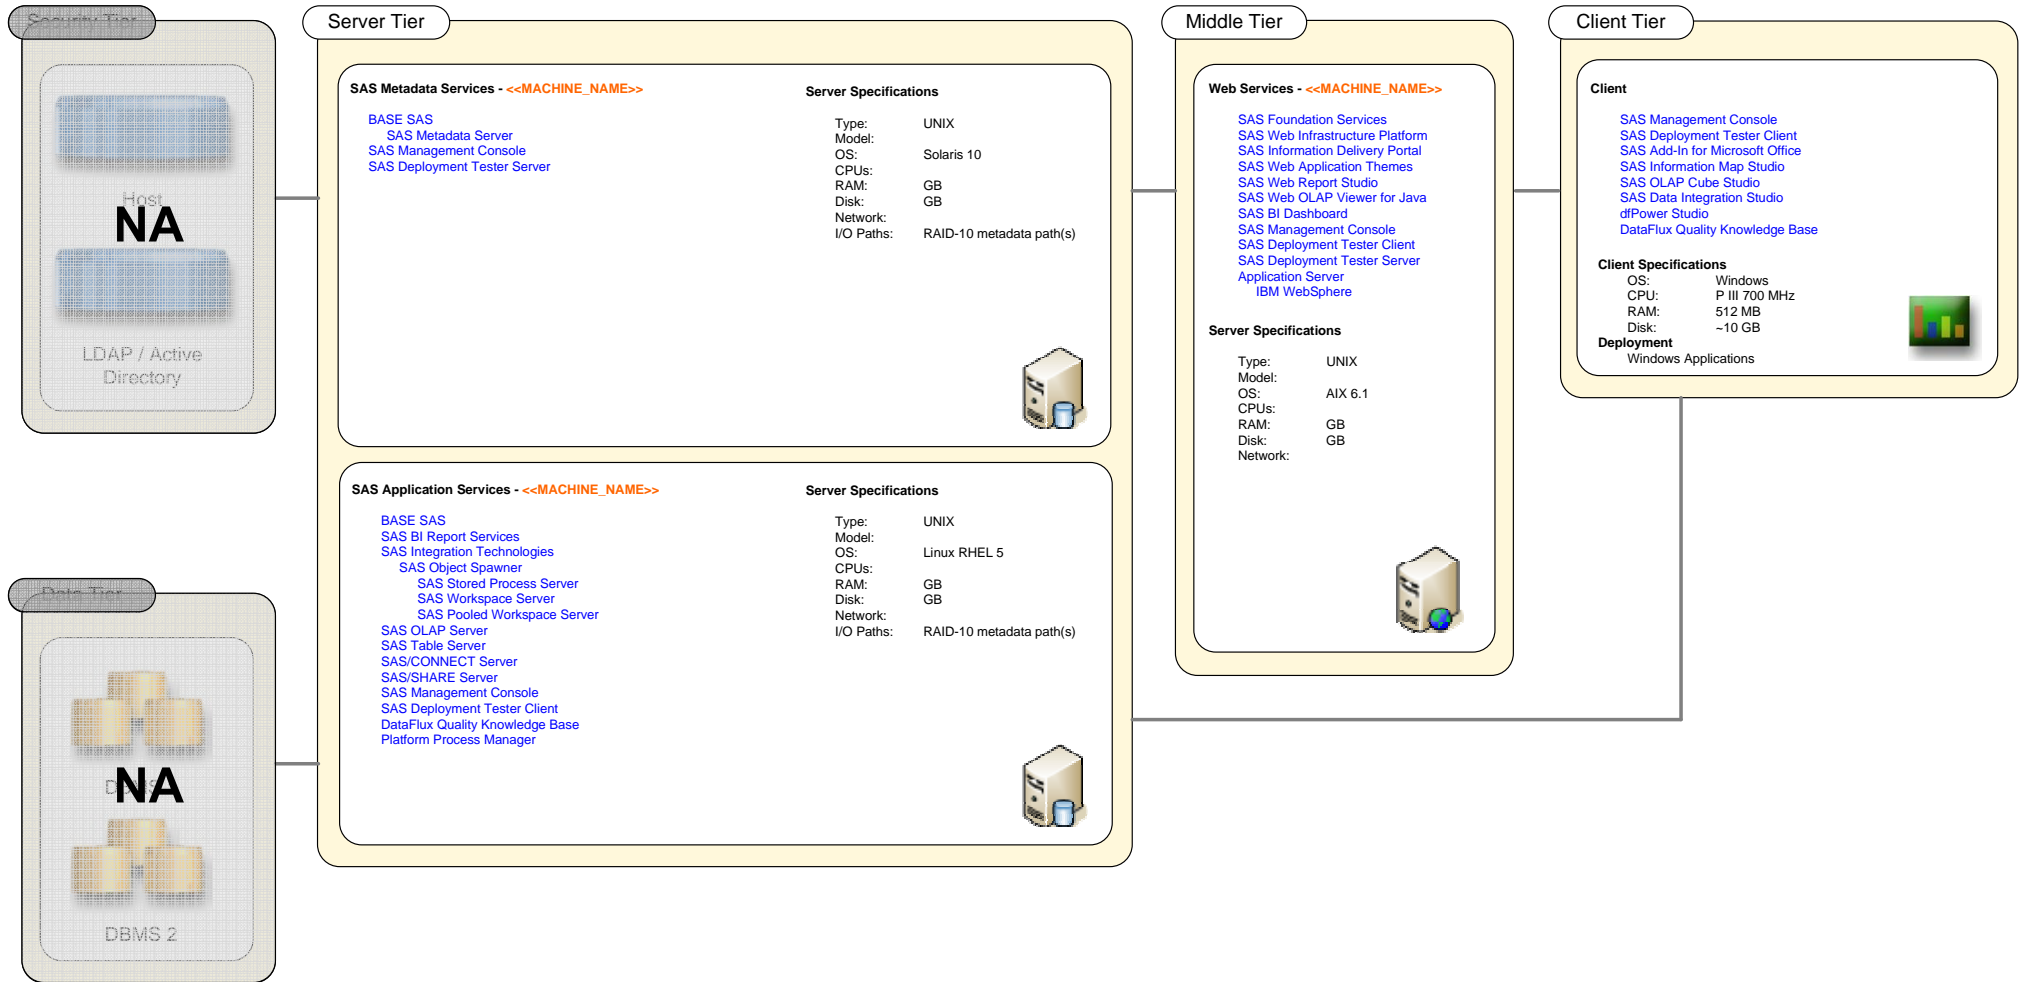 Security Tier
Host
NA
LDAP / Active
Directory
Data Tier
NA
DBMS 2
Server Tier
SAS Metadata Services - <<MACHINE_NAME>>
BASE SAS
SAS Metadata Server
SAS Management Console
SAS Deployment Tester Server
Server Specifications
Type: UNIX
Model:
OS: Solaris 10
CPUs:
RAM: GB
Disk: GB
Network:
I/O Paths: RAID-10 metadata path(s)
SAS Application Services - <<MACHINE_NAME>>
BASE SAS
SAS BI Report Services
SAS Integration Technologies
SAS Object Spawner
SAS Stored Process Server
SAS Workspace Server
SAS Pooled Workspace Server
SAS OLAP Server
SAS Table Server
SAS/CONNECT Server
SAS/SHARE Server
SAS Management Console
SAS Deployment Tester Client
DataFlux Quality Knowledge Base
Platform Process Manager
Server Specifications
Type: UNIX
Model:
OS: Linux RHEL 5
CPUs:
RAM: GB
Disk: GB
Network:
I/O Paths: RAID-10 metadata path(s)
Middle Tier
Web Services - <<MACHINE_NAME>>
SAS Foundation Services
SAS Web Infrastructure Platform
SAS Information Delivery Portal
SAS Web Application Themes
SAS Web Report Studio
SAS Web OLAP Viewer for Java
SAS BI Dashboard
SAS Management Console
SAS Deployment Tester Client
SAS Deployment Tester Server
Application Server
IBM WebSphere
Server Specifications
Type: UNIX
Model:
OS: AIX 6.1
CPUs:
RAM: GB
Disk: GB
Network:
Client Tier
Client
SAS Management Console
SAS Deployment Tester Client
SAS Add-In for Microsoft Office
SAS Information Map Studio
SAS OLAP Cube Studio
SAS Data Integration Studio
dfPower Studio
DataFlux Quality Knowledge Base
Client Specifications
OS: Windows
CPU: P III 700 MHz
RAM: 512 MB
Disk: ~10 GB
Deployment
Windows Applications